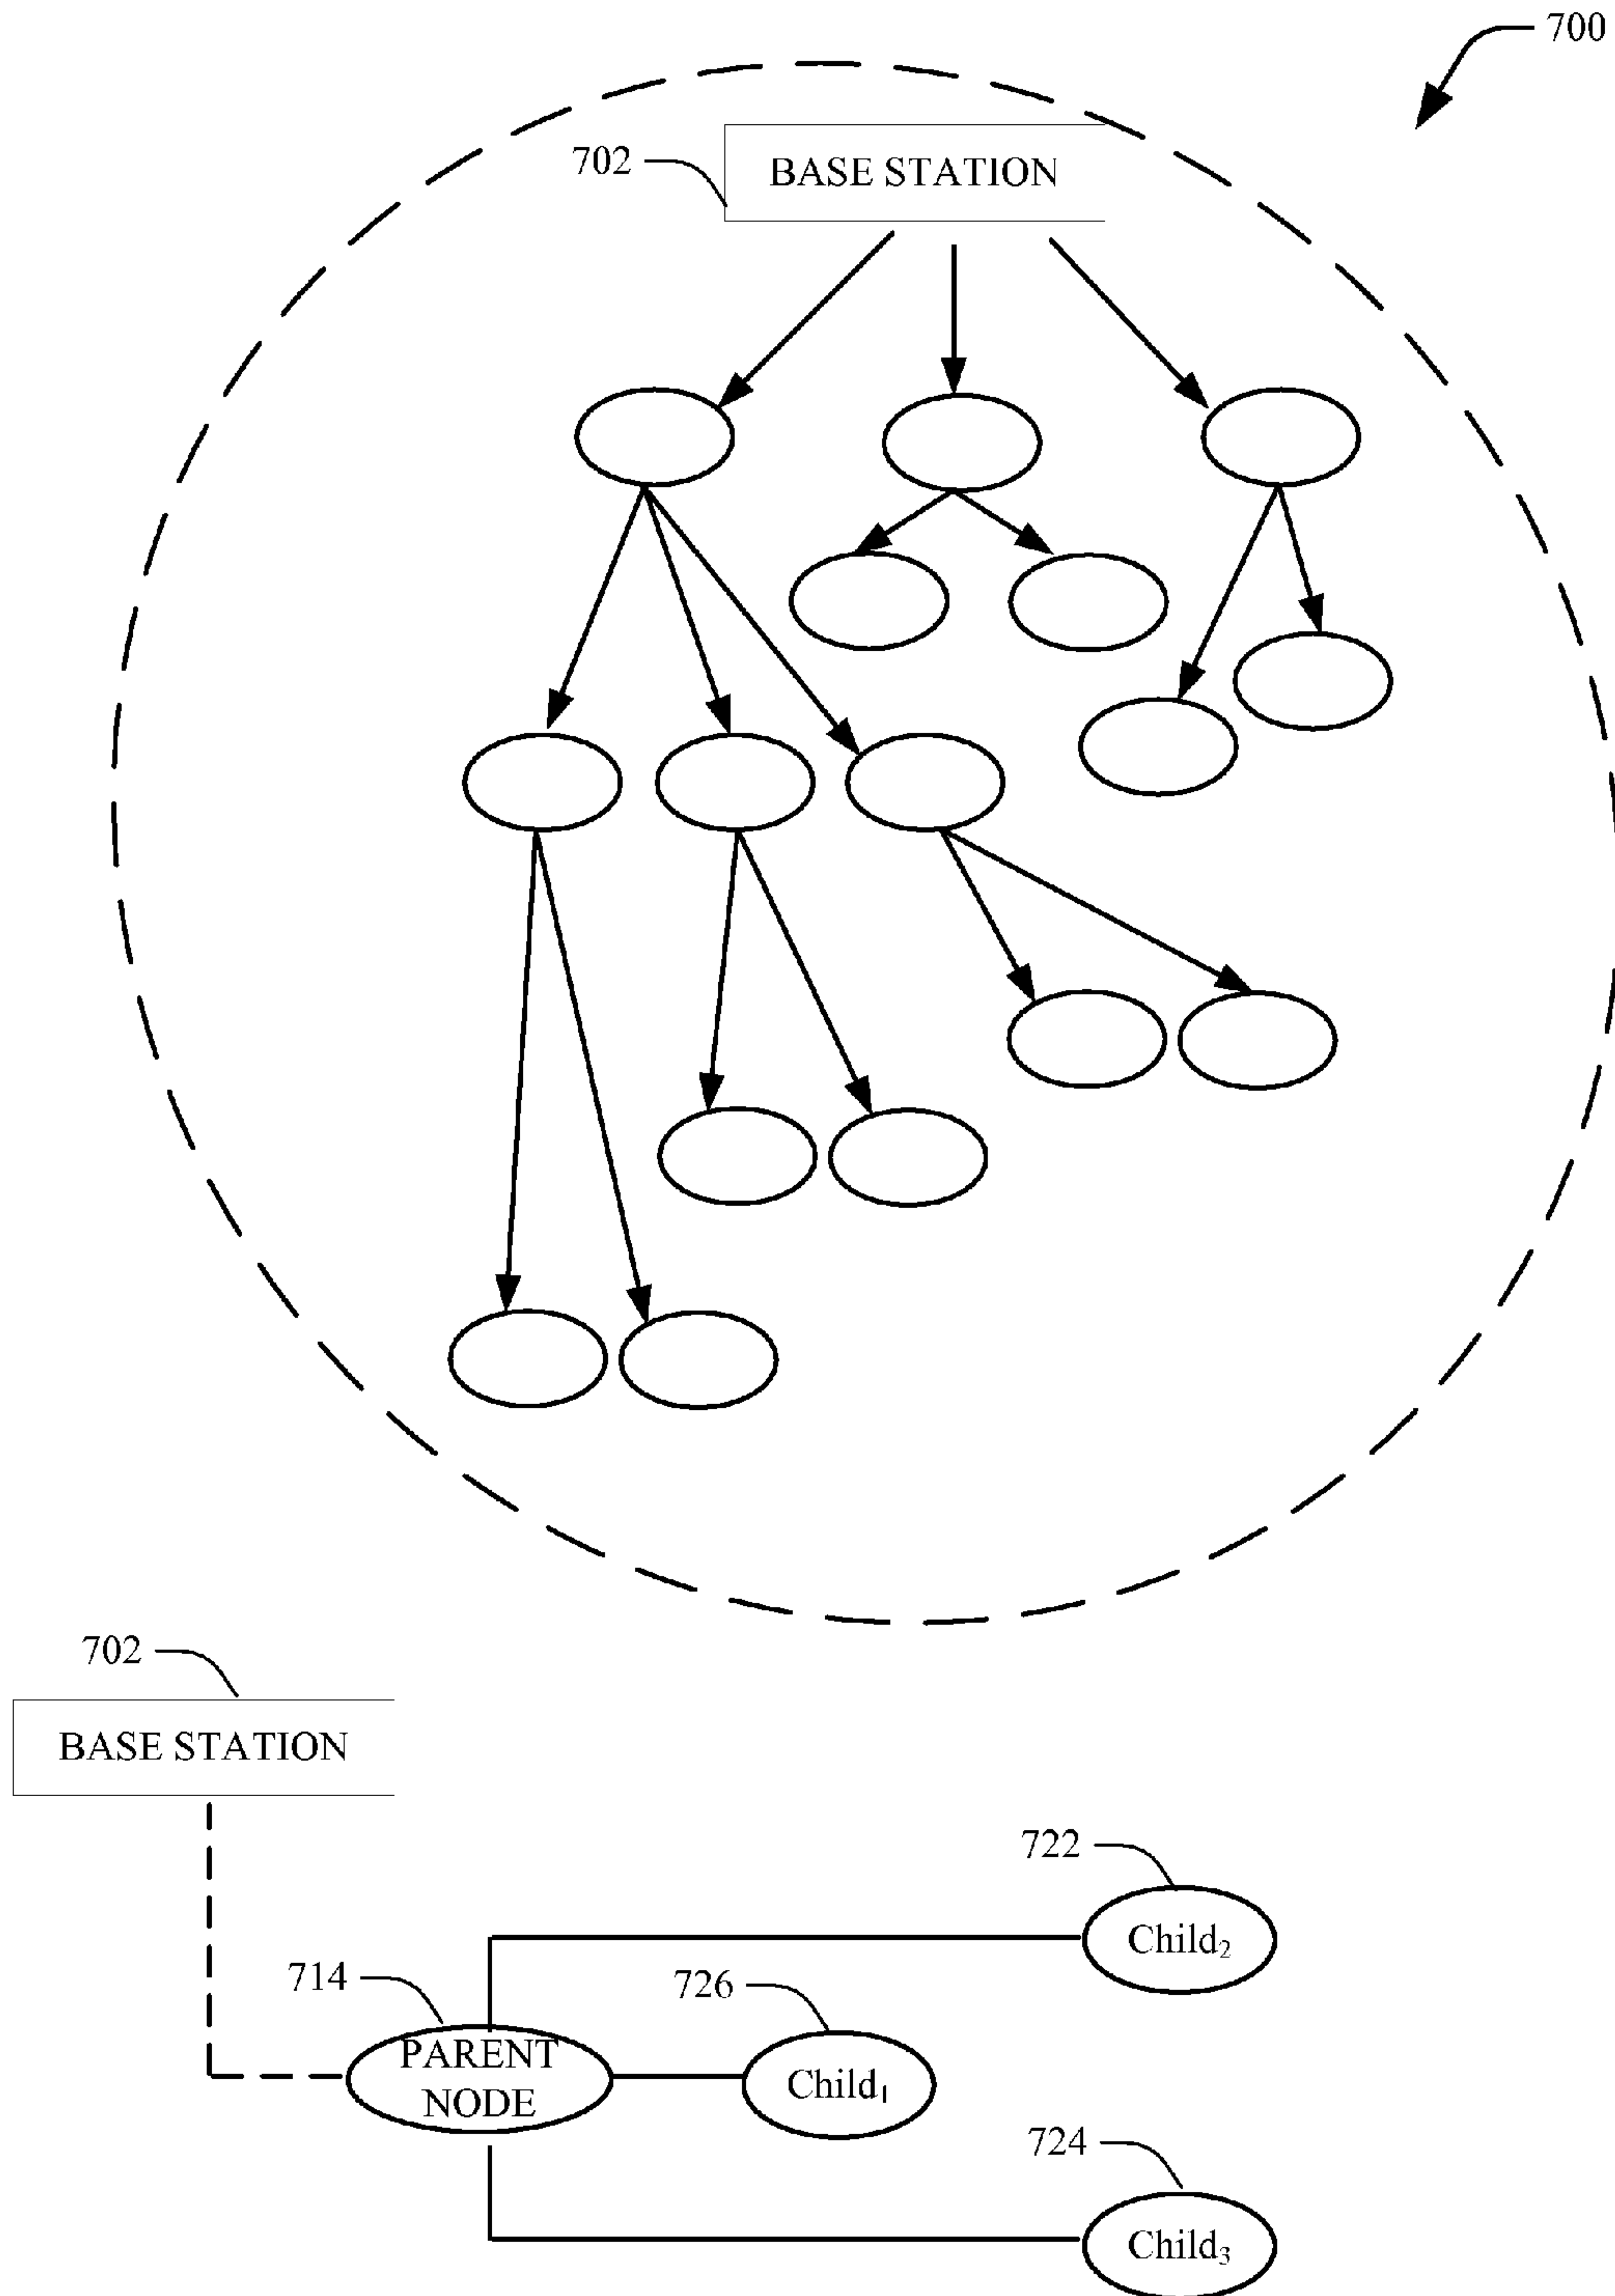 700
702
BASE STATION
702
BASE STATION
722
Child₂
714
726
PARENT
NODE
Child₁
724
Child₃